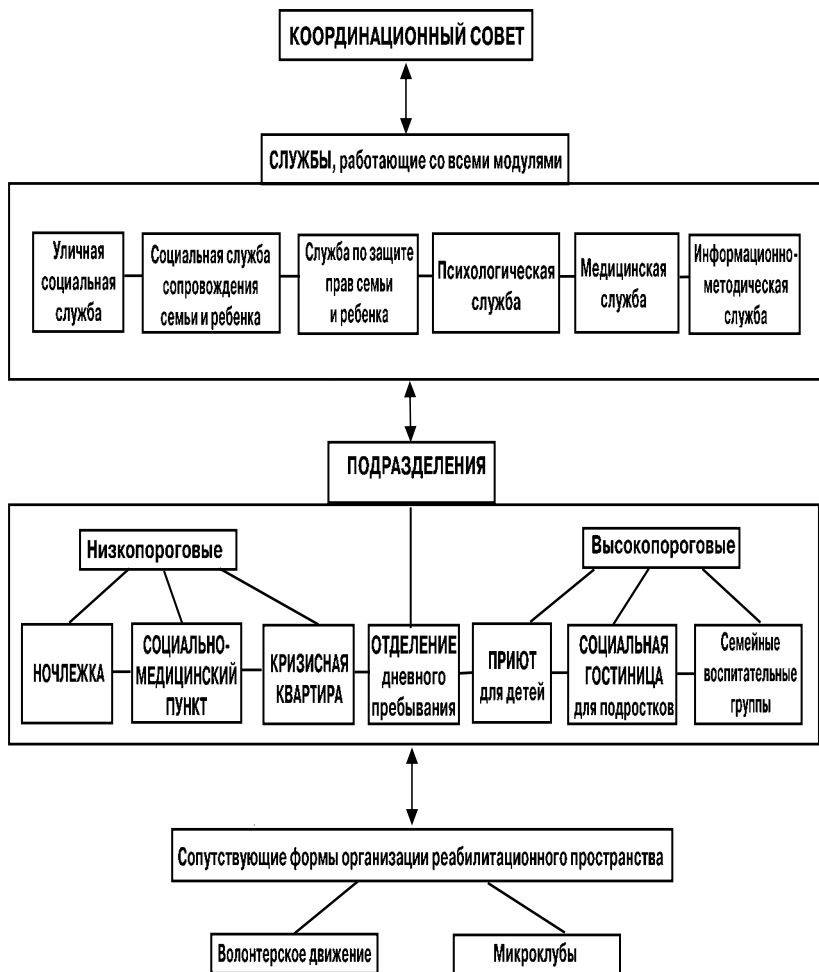 КООРДИНАЦИОННЫЙ СОВЕТ
СЛУЖБЫ, работающие со всеми модулями
Уличная
социальная
служба
Социальная служба
сопровождения
семьи и ребенка
Служба по защите
прав семьи
и ребенка
Психологическая
служба
Медицинская
служба
Информационно-
методическая
служба
ПОДРАЗДЕЛЕНИЯ
Низкопороговые
Высокопороговые
НОЧЛЕЖКА
СОЦИАЛЬНО-
МЕДИЦИНСКИЙ
ПУНКТ
КРИЗИСНАЯ
КВАРТИРА
ОТДЕЛЕНИЕ
дневного
пребывания
ПРИЮТ
для детей
СОЦИАЛЬНАЯ
ГОСТИНИЦА
для подростков
Семейные
воспитательные
группы
Сопутствующие формы организации реабилитационного пространства
Волонтерское движение
Микроклубы